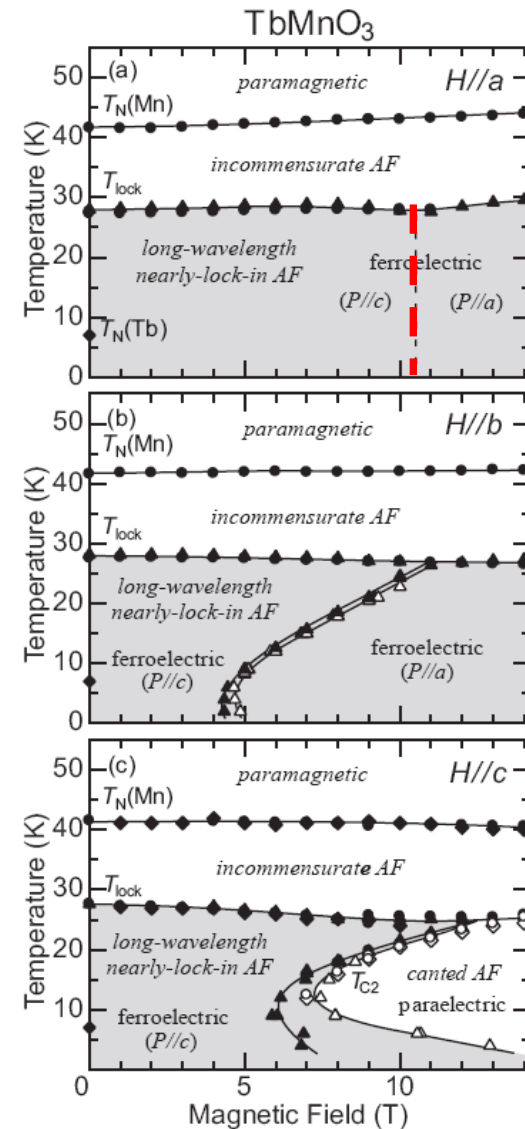 TbMnO3
(a) paramagnetic H//a
TN(Mn)
incommensurate AF
Tlock
long-wavelength
nearly-lock-in AF
ferroelectric
(P//c) (P//a)
TN(Tb)
Temperature (K)
50
40
30
20
10
0
(b) paramagnetic H//b
TN(Mn)
incommensurate AF
Tlock
long-wavelength
nearly-lock-in AF
ferroelectric
(P//c)
ferroelectric
(P//a)
Temperature (K)
50
40
30
20
10
0
(c) paramagnetic H//c
TN(Mn)
incommensurate AF
Tlock
long-wavelength
nearly-lock-in AF
TC2
canted AF
paraelectric
ferroelectric
(P//c)
Temperature (K)
50
40
30
20
10
0
0 5 10
Magnetic Field (T)